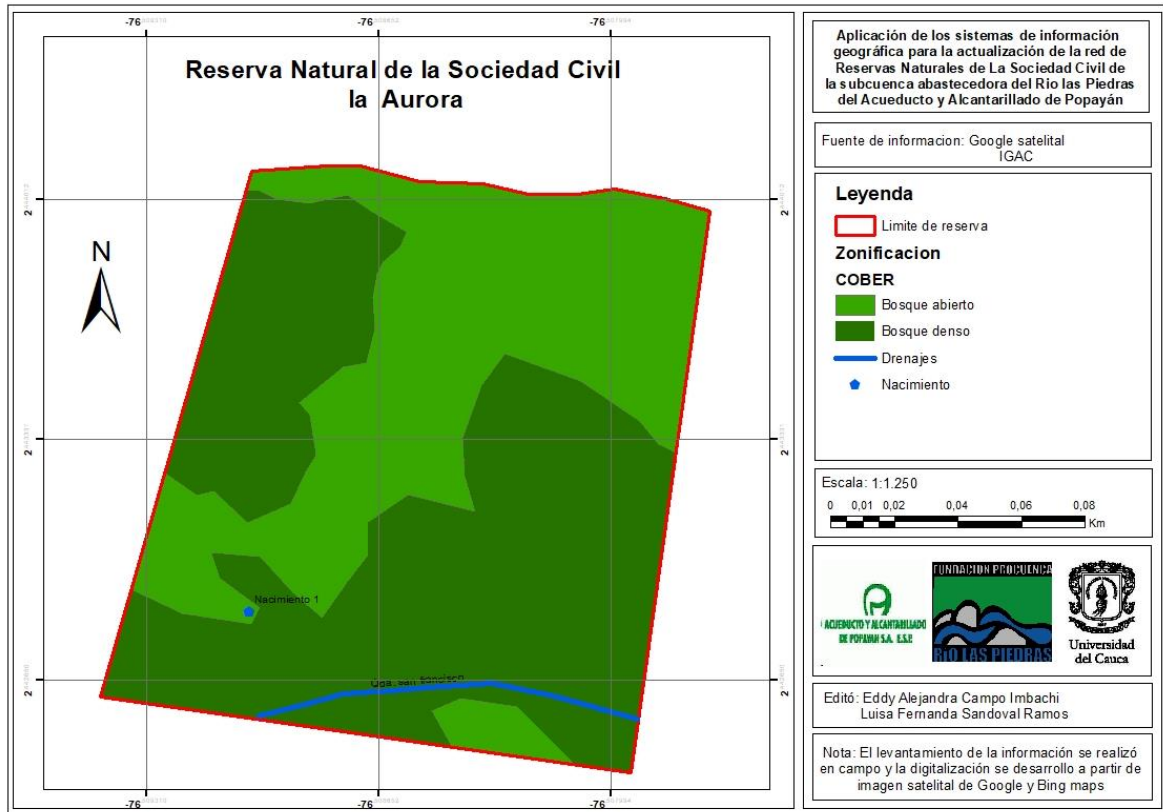 -76
-76
-76
Reserva Natural de la Sociedad Civil
la Aurora
N
2
2
2
Nacimiento 1
san
-76
-76
-76
Aplicación de los sistemas de información
geográfica para la actualización de la red de
Reservas Naturales de La Sociedad Civil de
la subcuenca abastecedora del Rio las Piedras
del Acueducto y Alcantarillado de Popayán
Fuente de informacion: Google satelital
IGAC
Leyenda
Limite de reserva
Zonificacion
COBER
Bosque abierto
Bosque denso
Drenajes
Nacimiento
Escala: 1:1.250
0 0,01 0,02 0,04 0,06 0,08
Km
ACUEDUCTO Y ALCANTARILLADO
DE POPAYAN S.A. E.S.P.
FUNDACION PROCUENCA
RIO LAS PIEDRAS
Universidad
del Cauca
Editó: Eddy Alejandra Campo Imbachi
Luisa Fernanda Sandoval Ramos
Nota: El levantamiento de la información se realizó
en campo y la digitalización se desarrollo a partir de
imagen satelital de Google y Bing maps